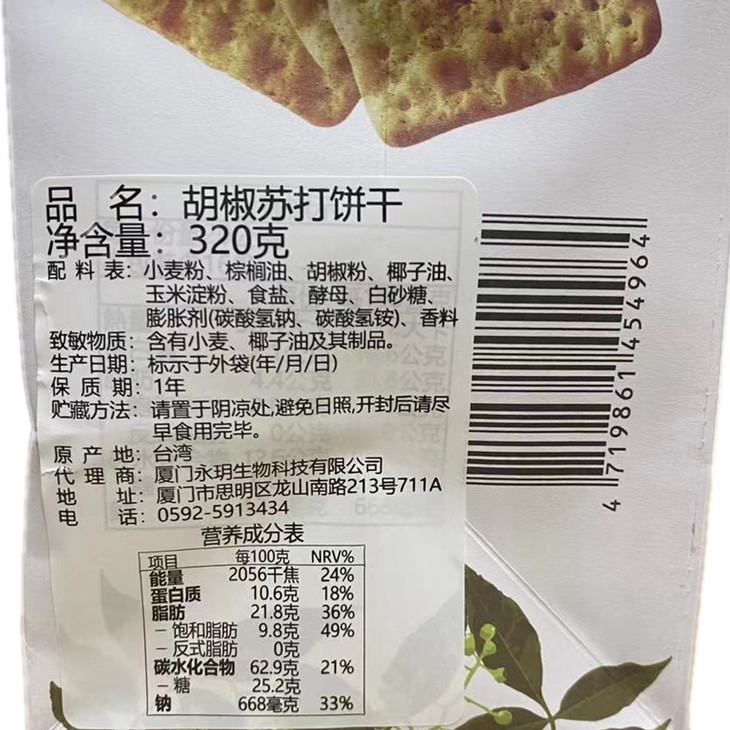 品 名：胡椒苏打饼干
净含量：320克
配 料 表：小麦粉、棕榈油、胡椒粉、椰子油、
玉米淀粉、食盐、酵母、白砂糖、
膨胀剂(碳酸氢钠、碳酸氢铵)、香料
致敏物质：含有小麦、椰子油及其制品。
生产日期：标示于外袋(年/月/日)
保 质 期：1年
贮藏方法：请置于阴凉处,避免日照,开封后请尽
早食用完毕。
原 产 地：台湾
代 理 商：厦门永玥生物科技有限公司
地 址：厦门市思明区龙山南路213号711A
电 话：0592-5913434
营养成分表
项目 每100克 NRV%
能量 2056千焦 24%
蛋白质 10.6克 18%
脂肪 21.8克 36%
– 饱和脂肪 9.8克 49%
– 反式脂肪 0克
碳水化合物 62.9克 21%
– 糖 25.2克
钠 668毫克 33%
4 719861 454964